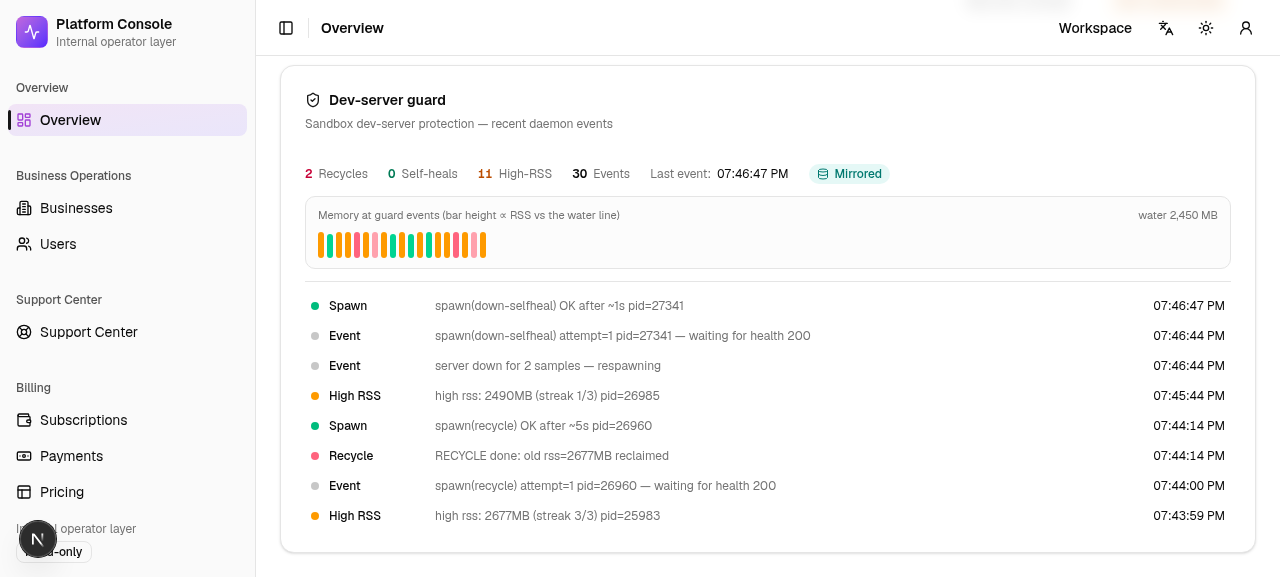 Platform Console
Internal operator layer
Overview
Workspace
Overview
Overview
Business Operations
Businesses
Users
Support Center
Support Center
Billing
Subscriptions
Payments
Pricing
operator layer
-only
N
Dev-server guard
Sandbox dev-server protection — recent daemon events
2 Recycles 0 Self-heals 11 High-RSS 30 Events Last event: 07:46:47 PM Mirrored
Memory at guard events (bar height ∝ RSS vs the water line) water 2,450 MB
Spawn spawn(down-selfheal) OK after ~1s pid=27341 07:46:47 PM
Event spawn(down-selfheal) attempt=1 pid=27341 — waiting for health 200 07:46:44 PM
Event server down for 2 samples — respawning 07:46:44 PM
High RSS high rss: 2490MB (streak 1/3) pid=26985 07:45:44 PM
Spawn spawn(recycle) OK after ~5s pid=26960 07:44:14 PM
Recycle RECYCLE done: old rss=2677MB reclaimed 07:44:14 PM
Event spawn(recycle) attempt=1 pid=26960 — waiting for health 200 07:44:00 PM
High RSS high rss: 2677MB (streak 3/3) pid=25983 07:43:59 PM